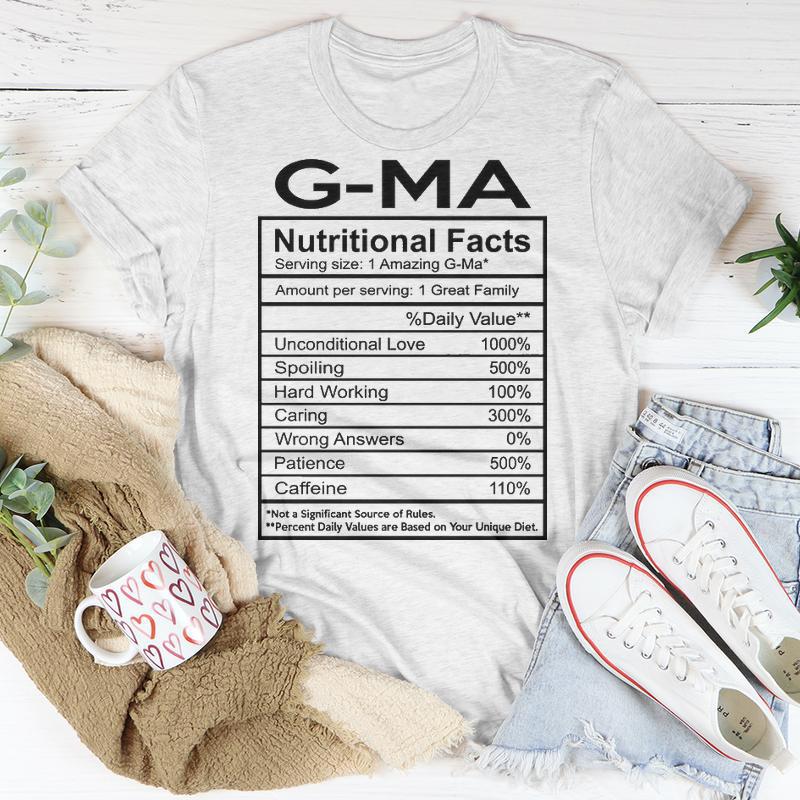 G-MA
Nutritional Facts
Serving size: 1 Amazing G-Ma*
Amount per serving: 1 Great Family
%Daily Value**
Unconditional Love 1000%
Spoiling 500%
Hard Working 100%
Caring 300%
Wrong Answers 0%
Patience 500%
Caffeine 110%
*Not a Significant Source of Rules.
**Percent Daily Values are Based on Your Unique Diet.